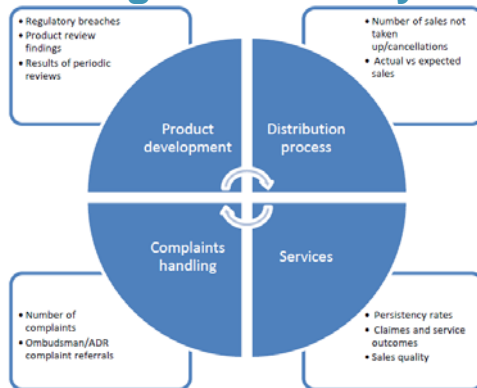 • Regulatory breaches
• Product review
findings
• Results of periodic
reviews
• Number of sales not
taken
up/cancellations
• Actual vs expected
sales
Product
development
Distribution
process
Complaints
handling
Services
• Number of
complaints
• Ombudsman/ADR
complaint referrals
• Persistency rates
• Claimes and service
outcomes
• Sales quality